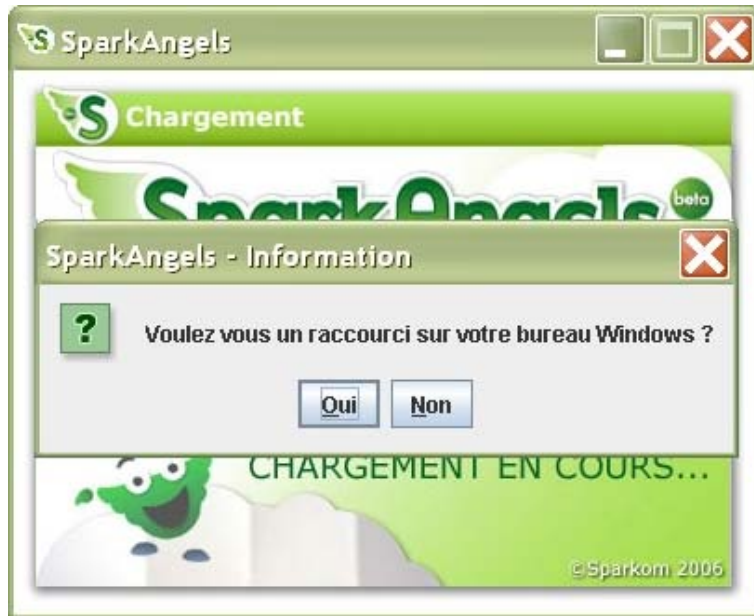 SparkAngels
S Chargement
SparkAngels beta
SparkAngels - Information
? Voulez vous un raccourci sur votre bureau Windows ?
Oui Non
CHARGEMENT EN COURS...
©Sparkom 2006